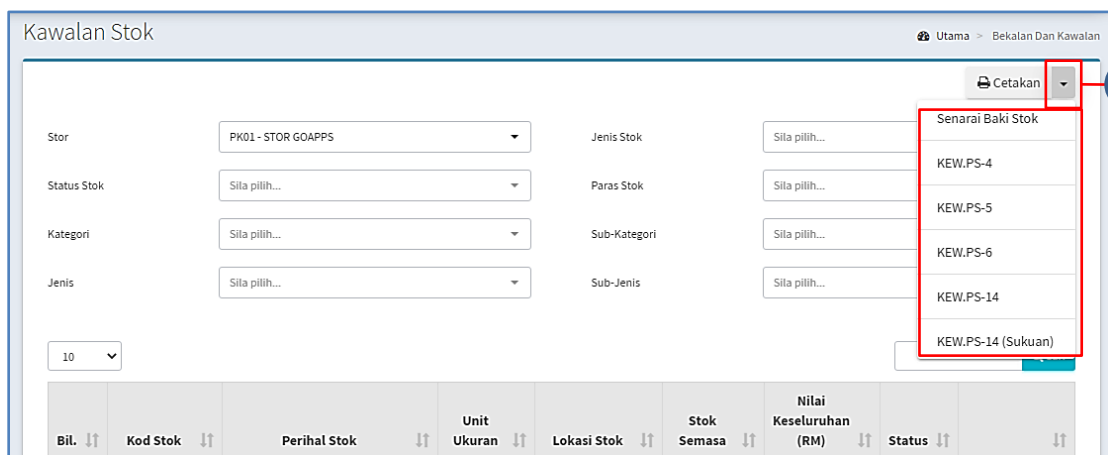 Kawalan Stok
Utama > Bekalan Dan Kawalan
Cetakan
Senarai Baki Stok
KEW.PS-4
KEW.PS-5
KEW.PS-6
KEW.PS-14
KEW.PS-14 (Sukuan)
Stor PK01 - STOR GOAPPS Jenis Stok Sila pilih...
Status Stok Sila pilih... Paras Stok Sila pilih...
Kategori Sila pilih... Sub-Kategori Sila pilih...
Jenis Sila pilih... Sub-Jenis Sila pilih...
10
Bil. Kod Stok Perihal Stok Unit Ukuran Lokasi Stok Stok Semasa Nilai Keseluruhan (RM) Status